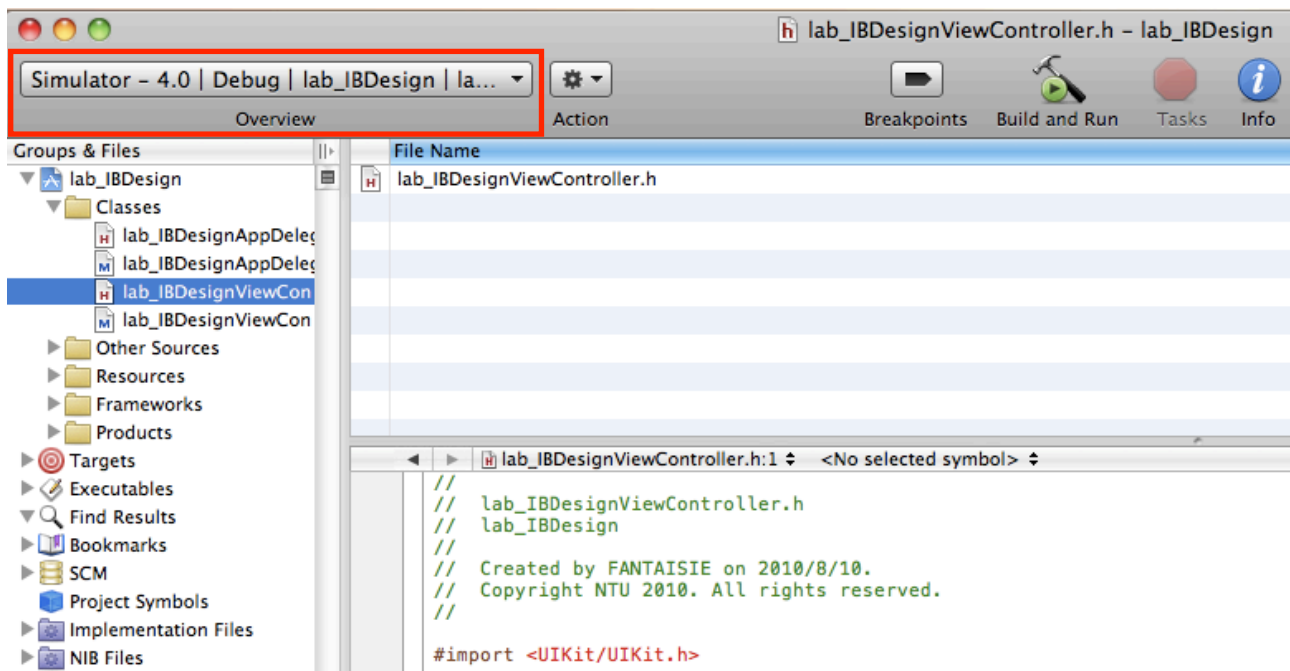 lab_IBDesignViewController.h – lab_IBDesign
Simulator – 4.0 | Debug | lab_IBDesign | la...
Overview
Action
Breakpoints
Build and Run
Tasks
Info
Groups & Files
File Name
lab_IBDesign
lab_IBDesignViewController.h
Classes
lab_IBDesignAppDeleg
lab_IBDesignAppDeleg
lab_IBDesignViewCon
lab_IBDesignViewCon
Other Sources
Resources
Frameworks
Products
Targets
Executables
Find Results
Bookmarks
SCM
Project Symbols
Implementation Files
NIB Files
lab_IBDesignViewController.h:1 <No selected symbol>
//
// lab_IBDesignViewController.h
// lab_IBDesign
//
// Created by FANTAISIE on 2010/8/10.
// Copyright NTU 2010. All rights reserved.
//
#import <UIKit/UIKit.h>